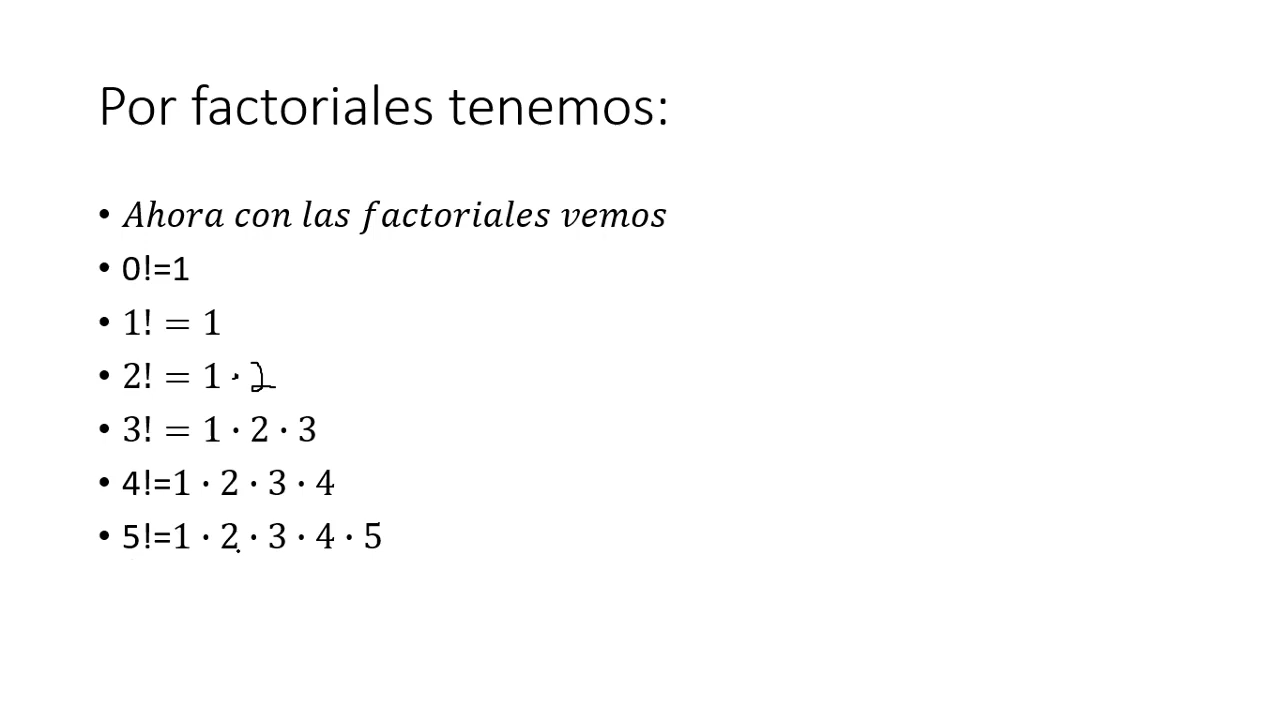 Por factoriales tenemos:
• Ahora con las factoriales vemos
• 0!=1
• 1! = 1
• 2! = 1 · 2
• 3! = 1 · 2 · 3
• 4!=1 · 2 · 3 · 4
• 5!=1 · 2 · 3 · 4 · 5